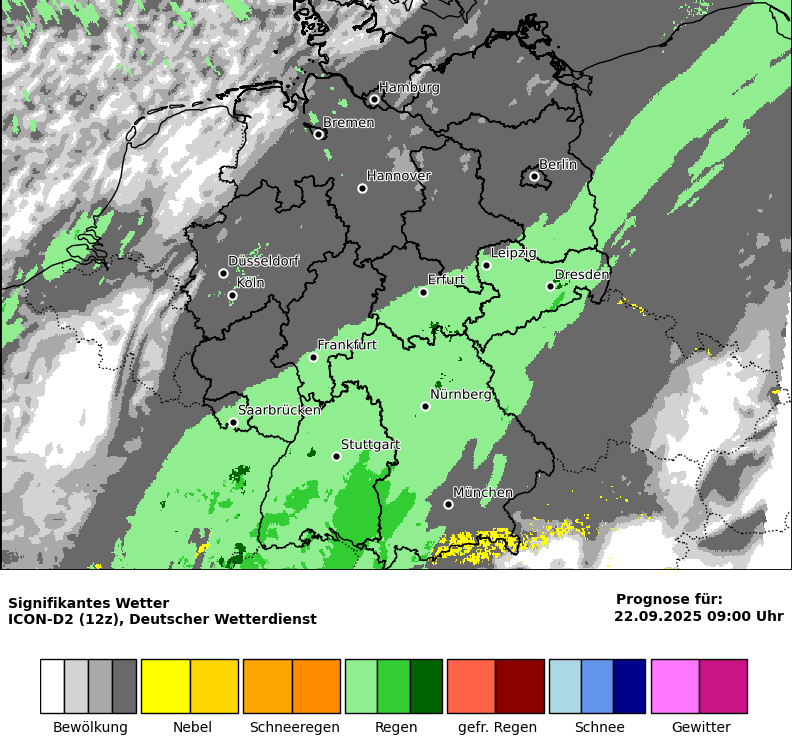 Hamburg
Bremen
Berlin
Hannover
Leipzig
Düsseldorf
Dresden
Köln
Erfurt
Frankfurt
Nürnberg
Saarbrücken
Stuttgart
München
Signifikantes Wetter
ICON-D2 (12z), Deutscher Wetterdienst
Prognose für:
22.09.2025 09:00 Uhr
Bewölkung
Nebel
Schneeregen
Regen
gefr. Regen
Schnee
Gewitter